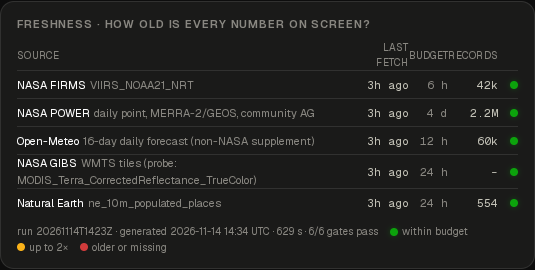 FRESHNESS · HOW OLD IS EVERY NUMBER ON SCREEN?
SOURCE LAST FETCH BUDGET RECORDS
NASA FIRMS VIIRS_NOAA21_NRT 3h ago 6 h 42k
NASA POWER daily point, MERRA-2/GEOS, community AG 3h ago 4 d 2.2M
Open-Meteo 16-day daily forecast (non-NASA supplement) 3h ago 12 h 60k
NASA GIBS WMTS tiles (probe:
MODIS_Terra_CorrectedReflectance_TrueColor) 3h ago 24 h –
Natural Earth ne_10m_populated_places 3h ago 24 h 554
run 20261114T1423Z · generated 2026-11-14 14:34 UTC · 629 s · 6/6 gates pass within budget
up to 2× older or missing